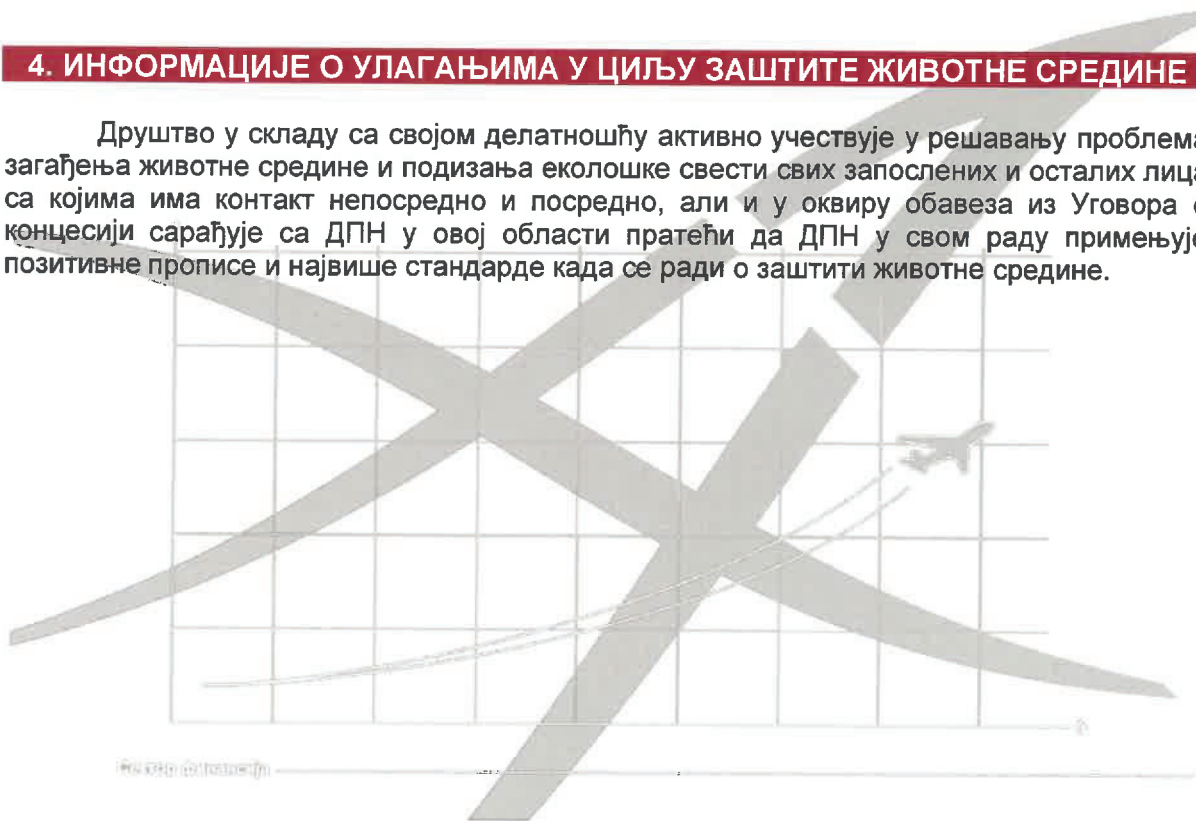 4. ИНФОРМАЦИЈЕ О УЛАГАЊИМА У ЦИЉУ ЗАШТИТЕ ЖИВОТНЕ СРЕДИНЕ
Друштво у складу са својом делатношћу активно учествује у решавању проблема
загађења животне средине и подизања еколошке свести свих запослених и осталих лица
са којима има контакт непосредно и посредно, али и у оквиру обавеза из Уговора о
концесији сарађује са ДПН у овој области пратећи да ДПН у свом раду примењује
позитивне прописе и највише стандарде када се ради о заштити животне средине.
Сектор финансија